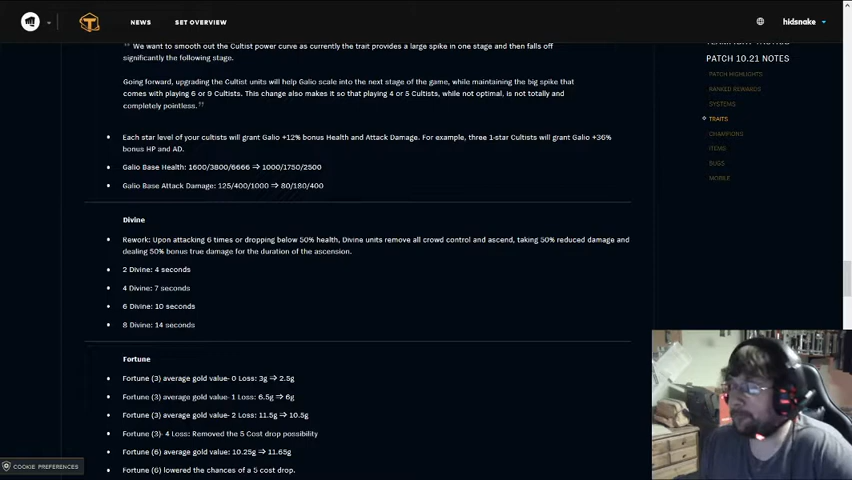 NEWS
SET OVERVIEW
hidsnake
" We want to smooth out the Cultist power curve as currently the trait provides a large spike in one stage and then falls off
significantly the following stage.
Going forward, upgrading the Cultist units will help Galio scale into the next stage of the game, while maintaining the big spike that
comes with playing 6 or 9 Cultists. This change also makes it so that playing 4 or 5 Cultists, while not optimal, is not totally and
completely pointless. "
• Each star level of your cultists will grant Galio +12% bonus Health and Attack Damage. For example, three 1-star Cultists will grant Galio +36%
bonus HP and AD.
• Galio Base Health: 1600/3800/6666 ⇒ 1000/1750/2500
• Galio Base Attack Damage: 125/400/1000 ⇒ 80/180/400
Divine
• Rework: Upon attacking 6 times or dropping below 50% health, Divine units remove all crowd control and ascend, taking 50% reduced damage and
dealing 50% bonus true damage for the duration of the ascension.
• 2 Divine: 4 seconds
• 4 Divine: 7 seconds
• 6 Divine: 10 seconds
• 8 Divine: 14 seconds
Fortune
• Fortune (3) average gold value- 0 Loss: 3g ⇒ 2.5g
• Fortune (3) average gold value- 1 Loss: 6.5g ⇒ 6g
• Fortune (3) average gold value- 2 Loss: 11.5g ⇒ 10.5g
• Fortune (3)- 4 Loss: Removed the 5 Cost drop possibility
• Fortune (6) average gold value: 10.25g ⇒ 11.65g
• Fortune (6) lowered the chances of a 5 cost drop.
PATCH 10.21 NOTES
PATCH HIGHLIGHTS
RANKED REWARDS
SYSTEMS
TRAITS
CHAMPIONS
ITEMS
BUGS
MOBILE
COOKIE PREFERENCES